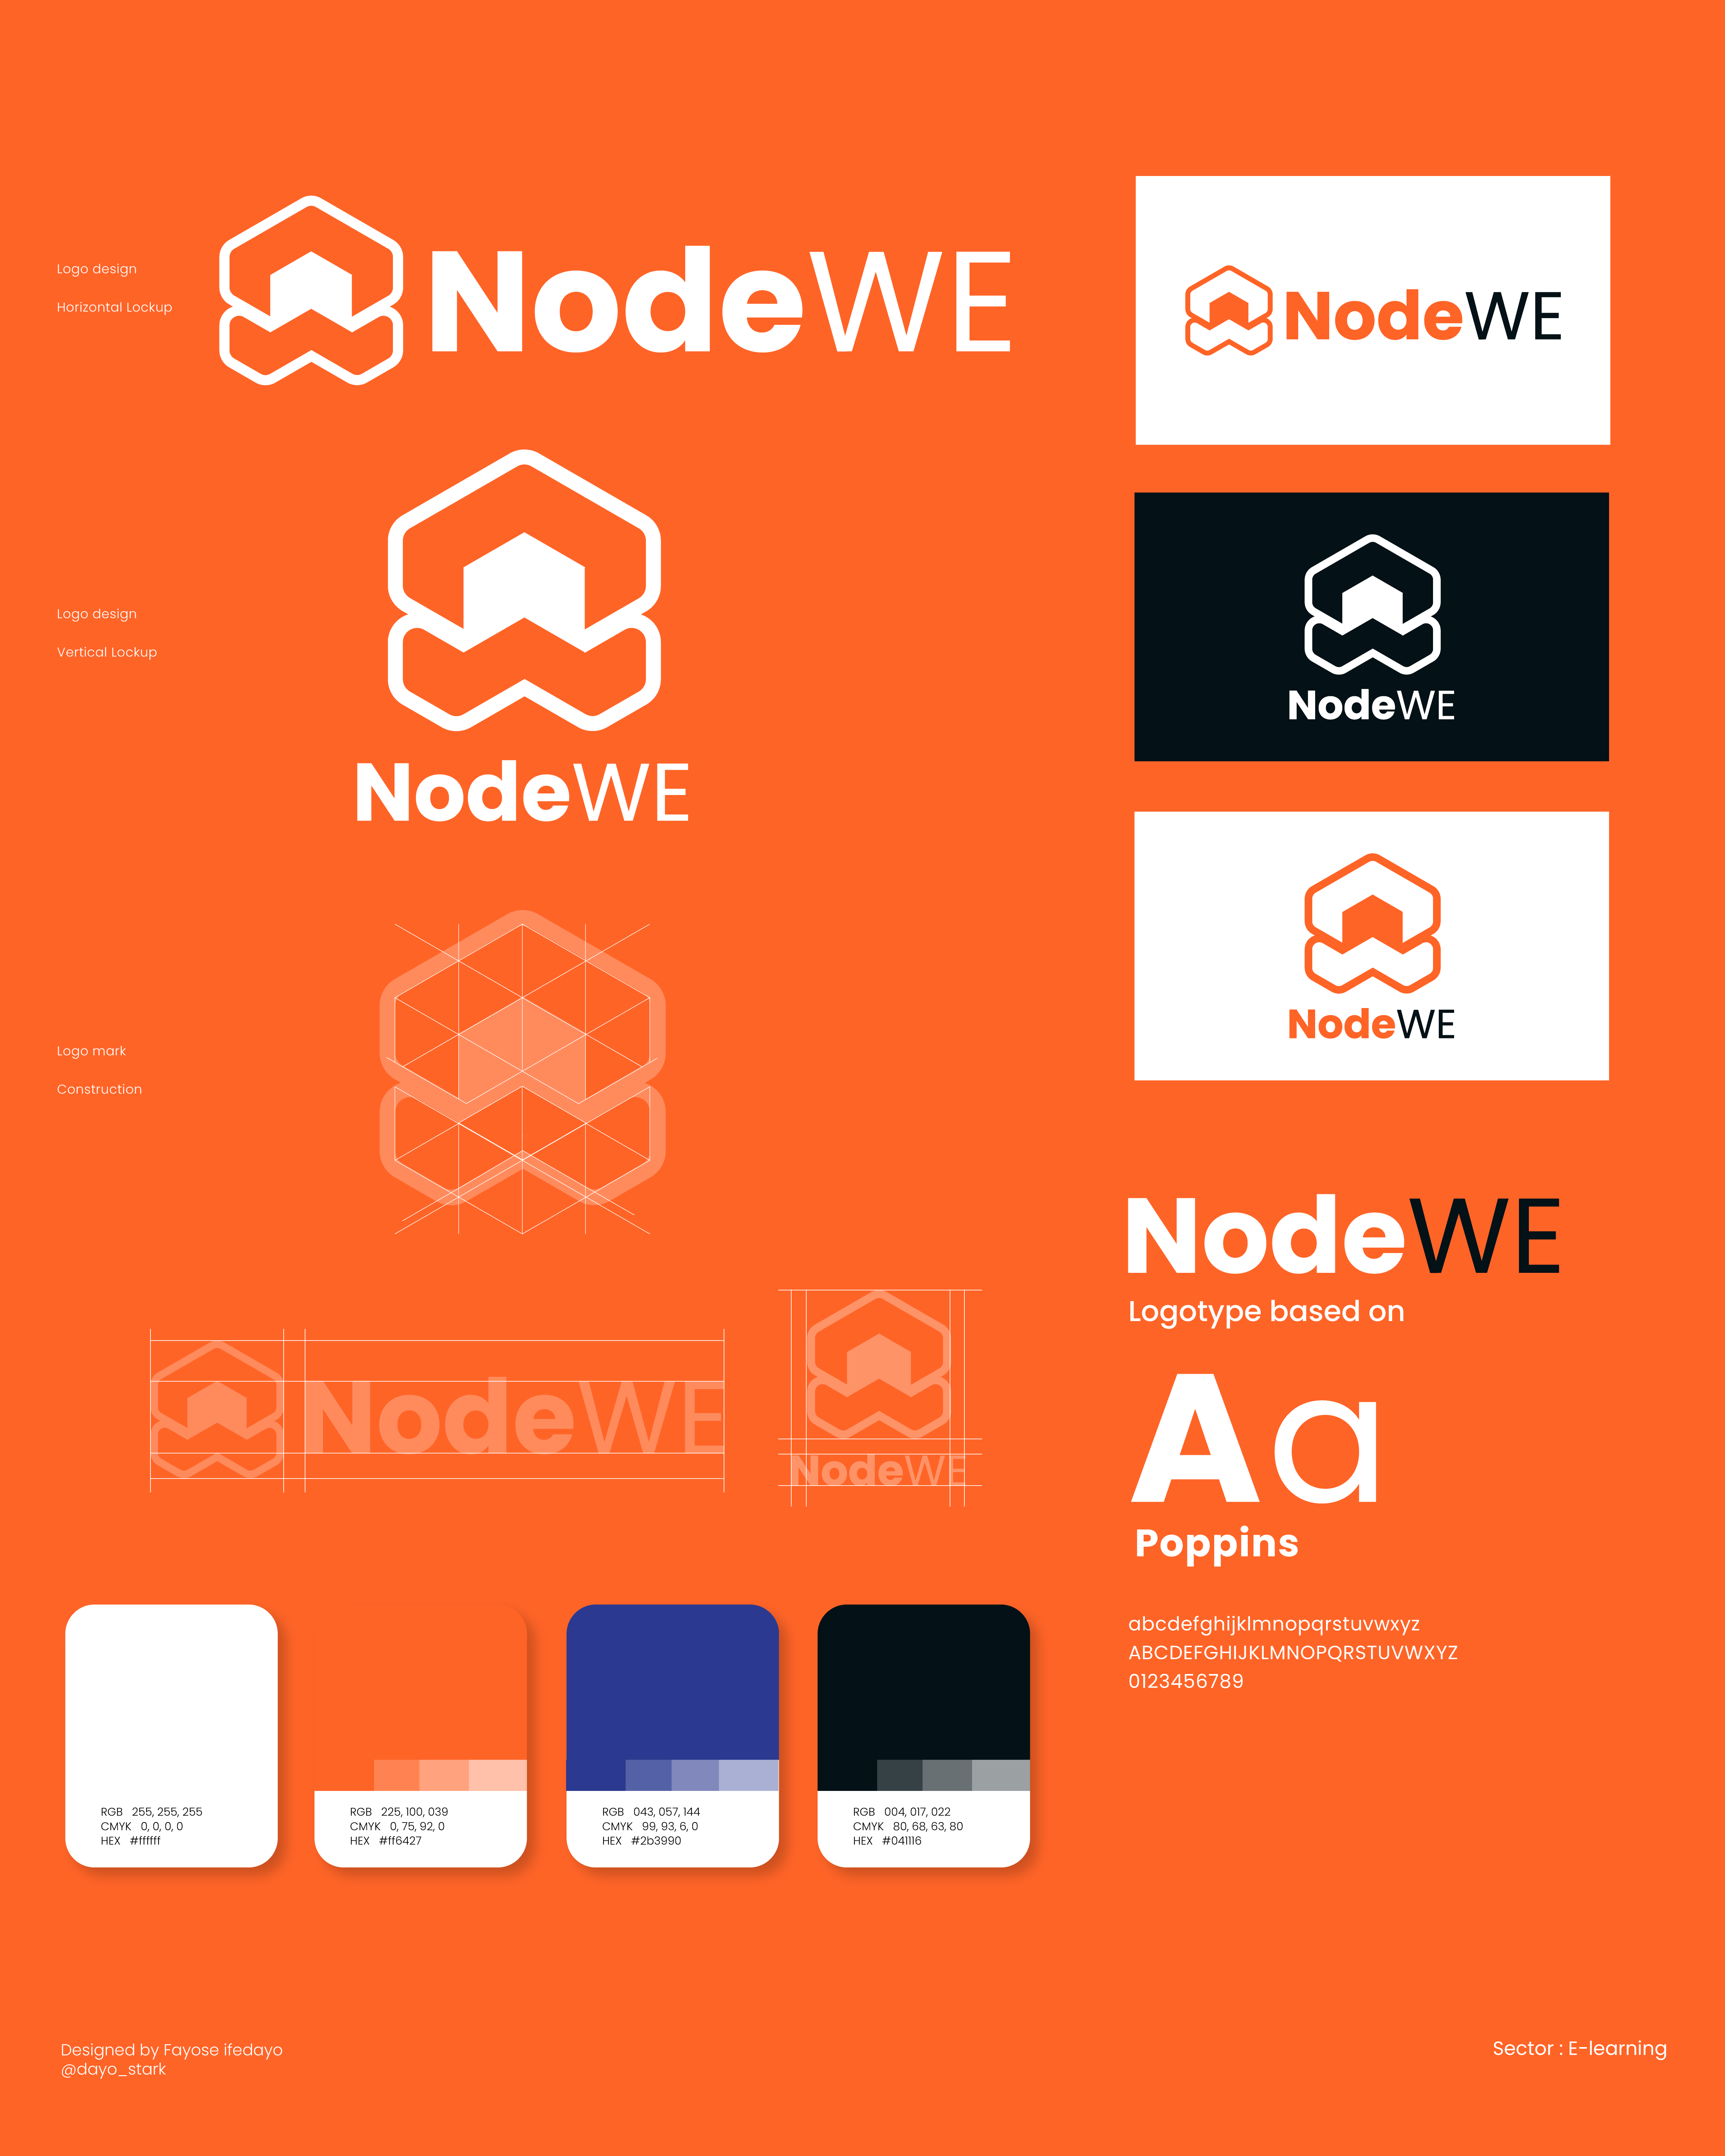 Logo design
Horizontal Lockup
NodeWE
NodeWE
Logo design
Vertical Lockup
NodeWE
NodeWE
NodeWE
Logo mark
Construction
NodeWE
Logotype based on
NodeWE
NodeWE
Aa
Poppins
abcdefghijklmnopqrstuvwxyz
ABCDEFGHIJKLMNOPQRSTUVWXYZ
0123456789
RGB 255, 255, 255
CMYK 0, 0, 0, 0
HEX #ffffff
RGB 225, 100, 039
CMYK 0, 75, 92, 0
HEX #ff6427
RGB 043, 057, 144
CMYK 99, 93, 6, 0
HEX #2b3990
RGB 004, 017, 022
CMYK 80, 68, 63, 80
HEX #041116
Designed by Fayose ifedayo
@dayo_stark
Sector : E-learning